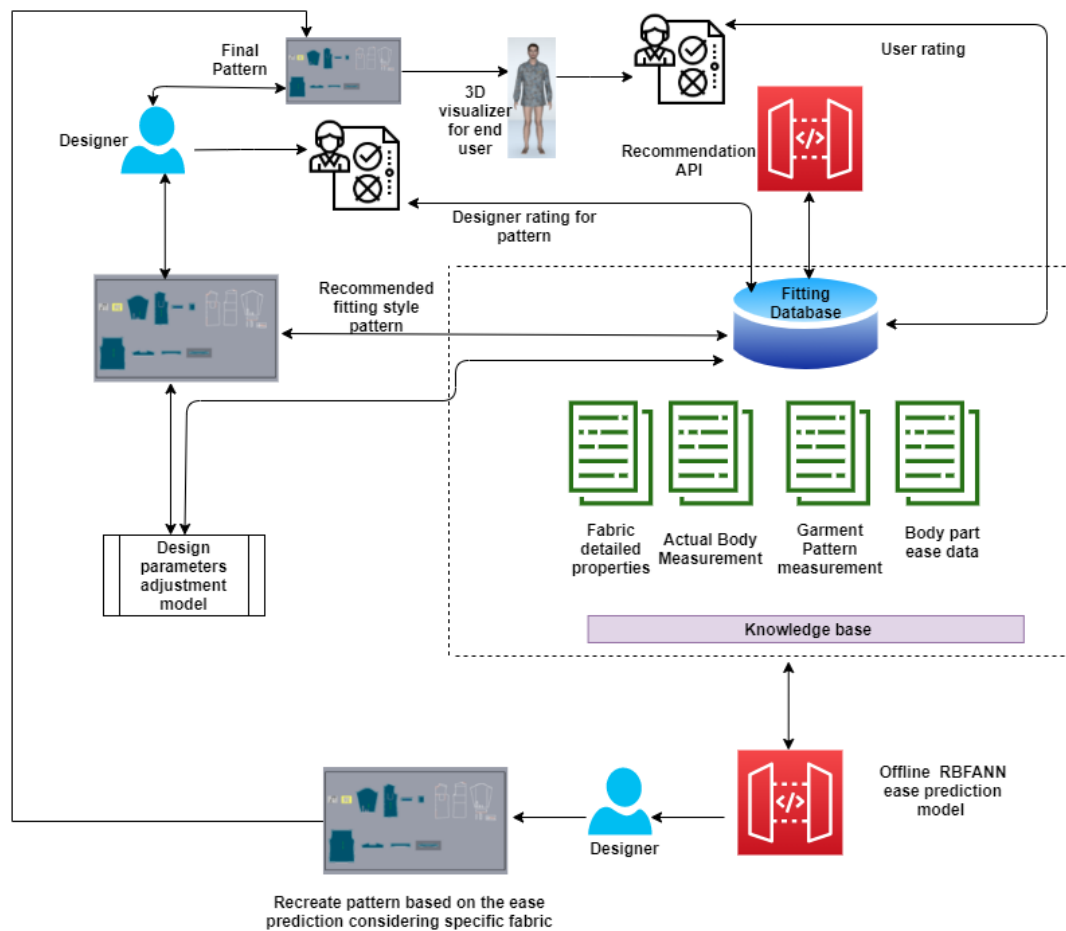 Final
Pattern
User rating
Designer
3D
visualizer
for end
user
Recommendation
API
</>
Designer rating for
pattern
Recommended
fitting style
pattern
Fitting
Database
Fabric
detailed
properties
Actual Body
Measurement
Garment
Pattern
measurement
Body part
ease data
Design
parameters
adjustment
model
Knowledge base
Offline RBFANN
ease prediction
model
</>
Designer
Recreate pattern based on the ease
prediction considering specific fabric